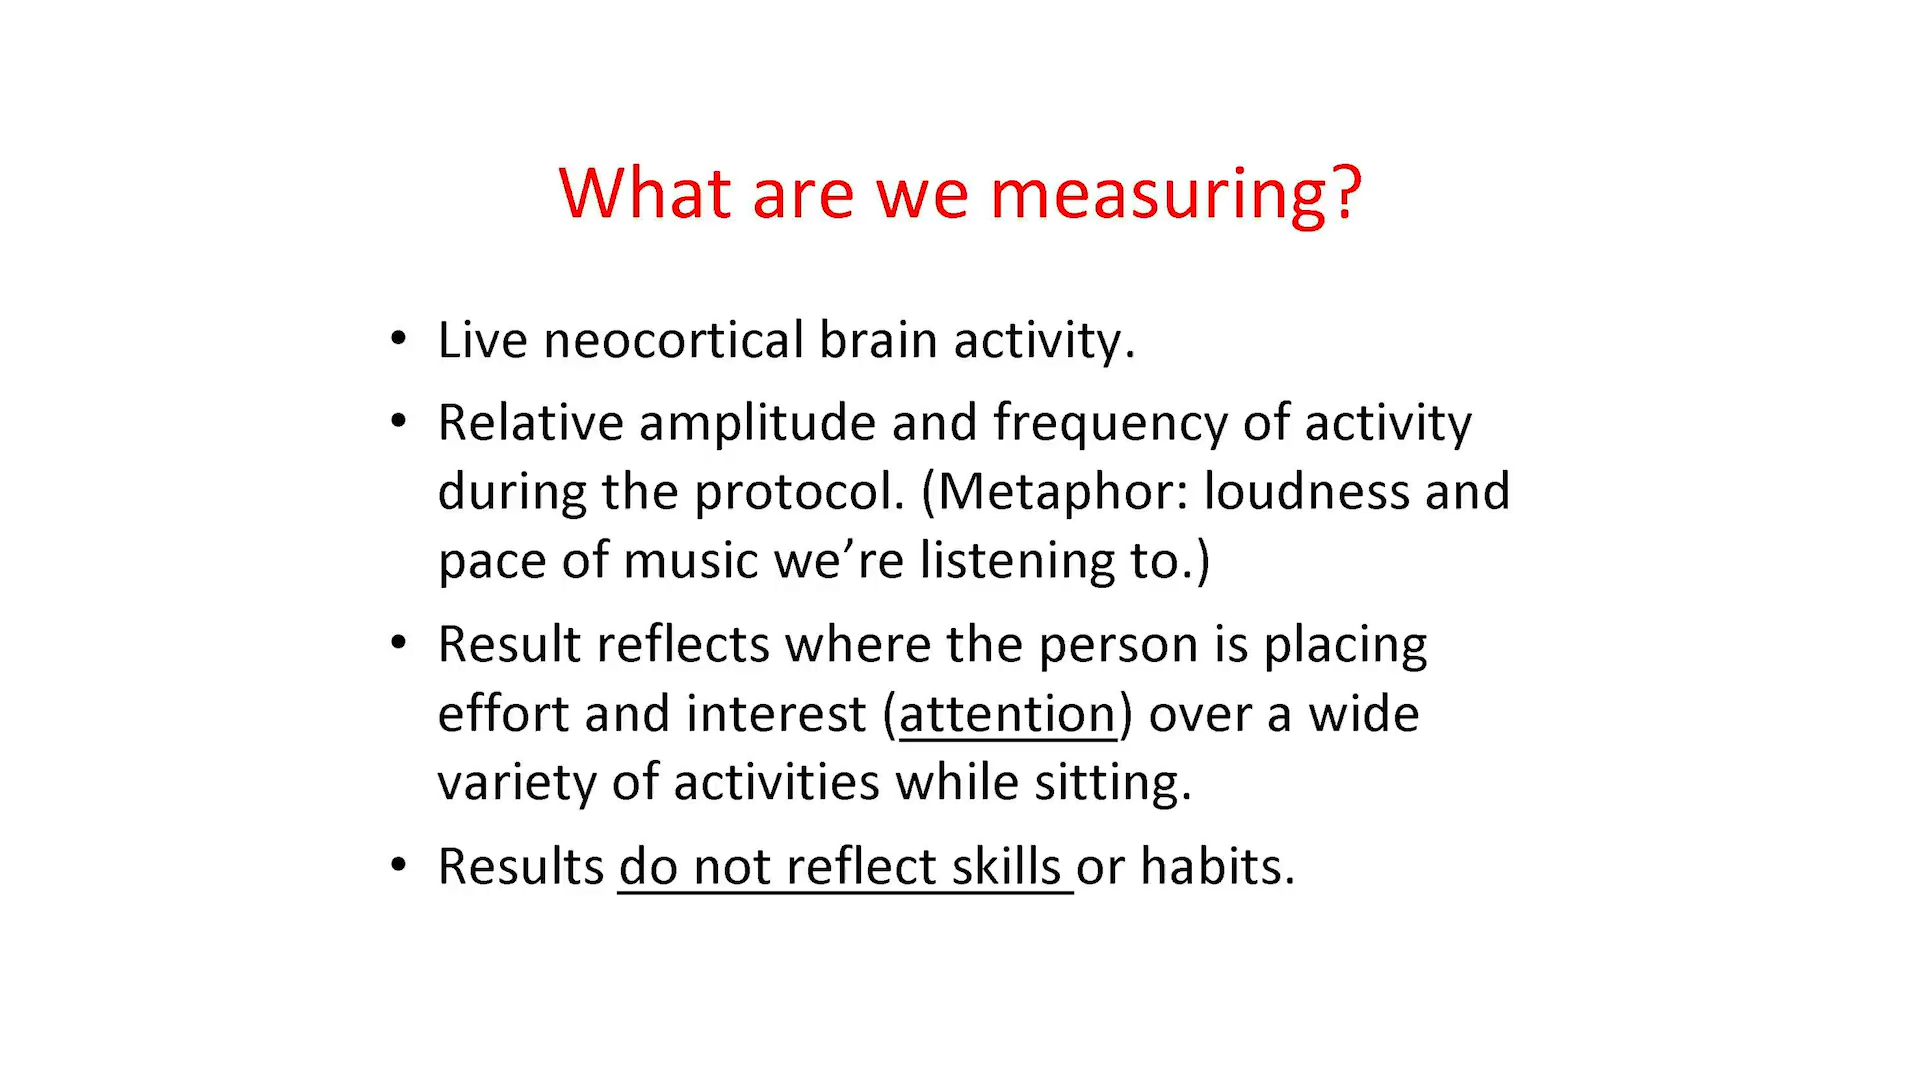 What are we measuring?
• Live neocortical brain activity.
• Relative amplitude and frequency of activity
during the protocol. (Metaphor: loudness and
pace of music we’re listening to.)
• Result reflects where the person is placing
effort and interest (attention) over a wide
variety of activities while sitting.
• Results do not reflect skills or habits.